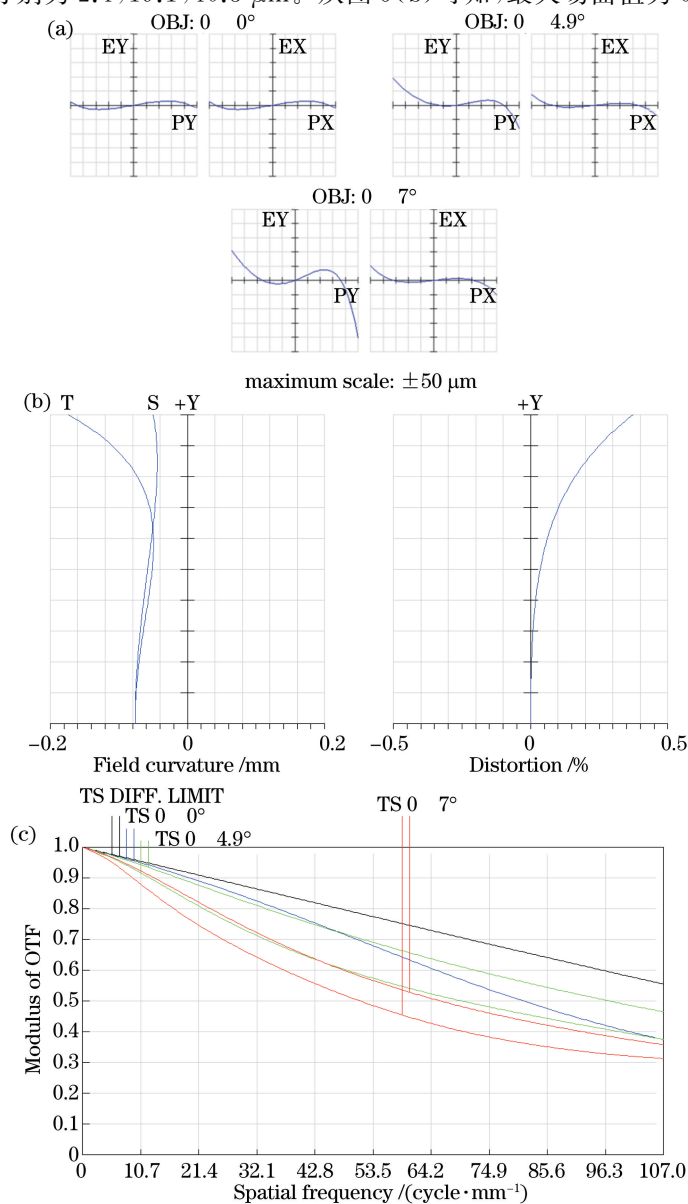 (a)
OBJ: 0 0°
EY EX
PY PX
OBJ: 0 4.9°
EY EX
PY PX
OBJ: 0 7°
EY EX
PY PX
maximum scale: ±50 μm
(b) T S +Y
+Y
−0.2 0 0.2
Field curvature /mm
−0.5 0 0.5
Distortion /%
(c)
TS DIFF. LIMIT
TS 0 0°
TS 0 4.9°
TS 0 7°
Modulus of OTF
1.0
0.9
0.8
0.7
0.6
0.5
0.4
0.3
0.2
0.1
0
0 10.7 21.4 32.1 42.8 53.5 64.2 74.9 85.6 96.3 107.0
Spatial frequency /(cycle·mm⁻¹)